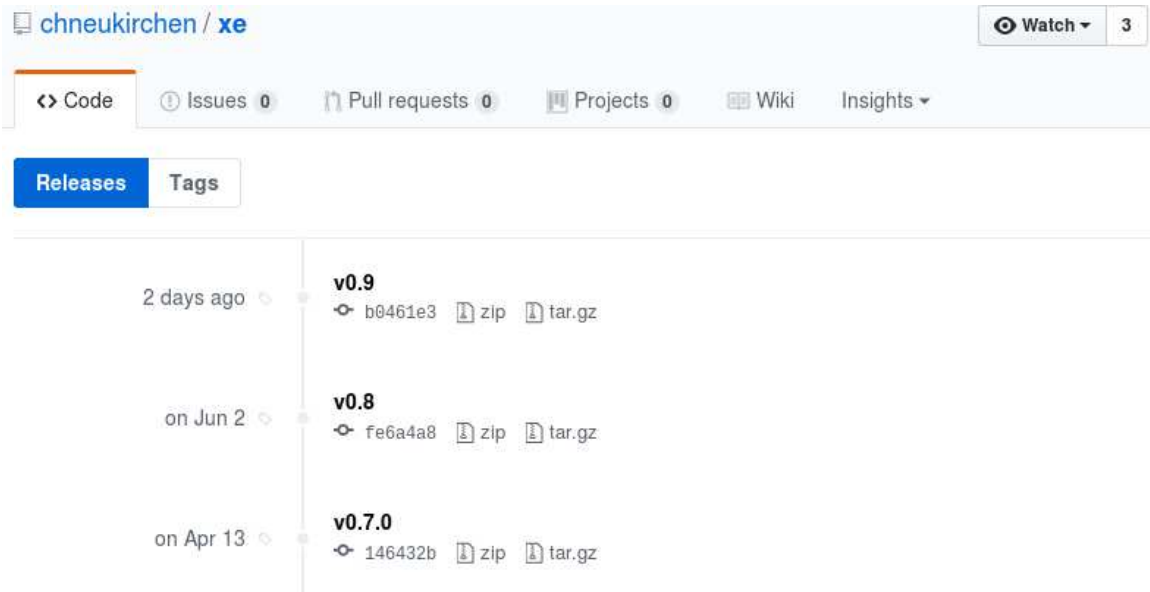 chneukirchen / xe
Watch 3
<> Code Issues 0 Pull requests 0 Projects 0 Wiki Insights
Releases Tags
2 days ago
v0.9
b0461e3 zip tar.gz
on Jun 2
v0.8
fe6a4a8 zip tar.gz
on Apr 13
v0.7.0
146432b zip tar.gz